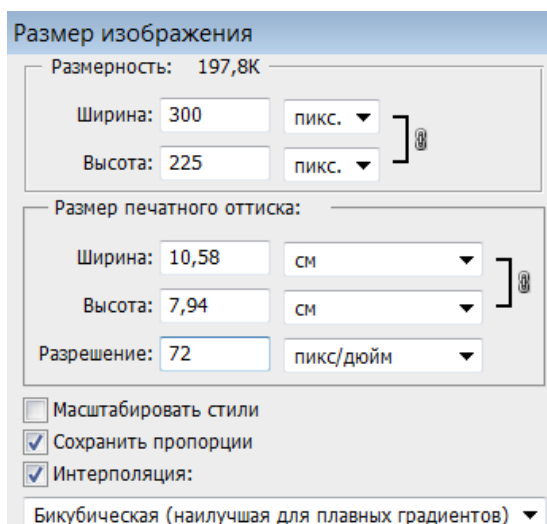 Размер изображения
Размерность: 197,8К
Ширина: 300 пикс.
Высота: 225 пикс.
Размер печатного оттиска:
Ширина: 10,58 см
Высота: 7,94 см
Разрешение: 72 пикс/дюйм
Масштабировать стили
Сохранить пропорции
Интерполяция:
Бикубическая (наилучшая для плавных градиентов)